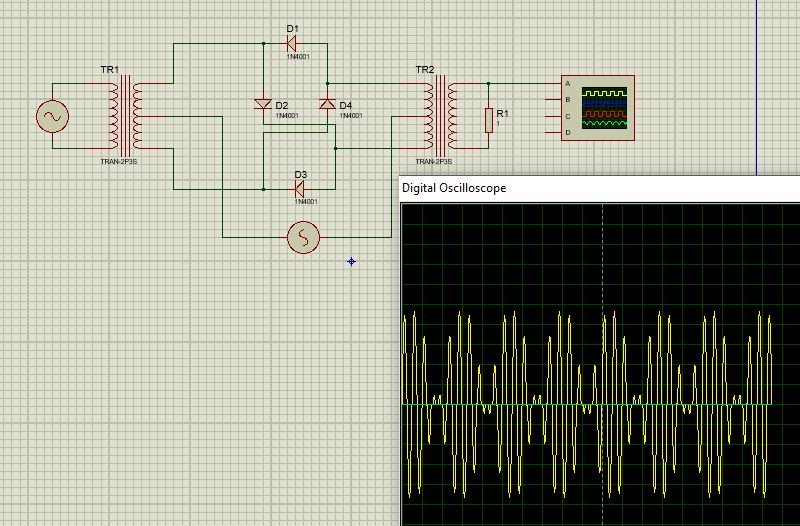 D1
1N4001
TR1
TRAN-2P3S
D2
1N4001
D4
1N4001
TR2
TRAN-2P3S
R1
1
A
B
C
D
D3
1N4001
Digital Oscilloscope